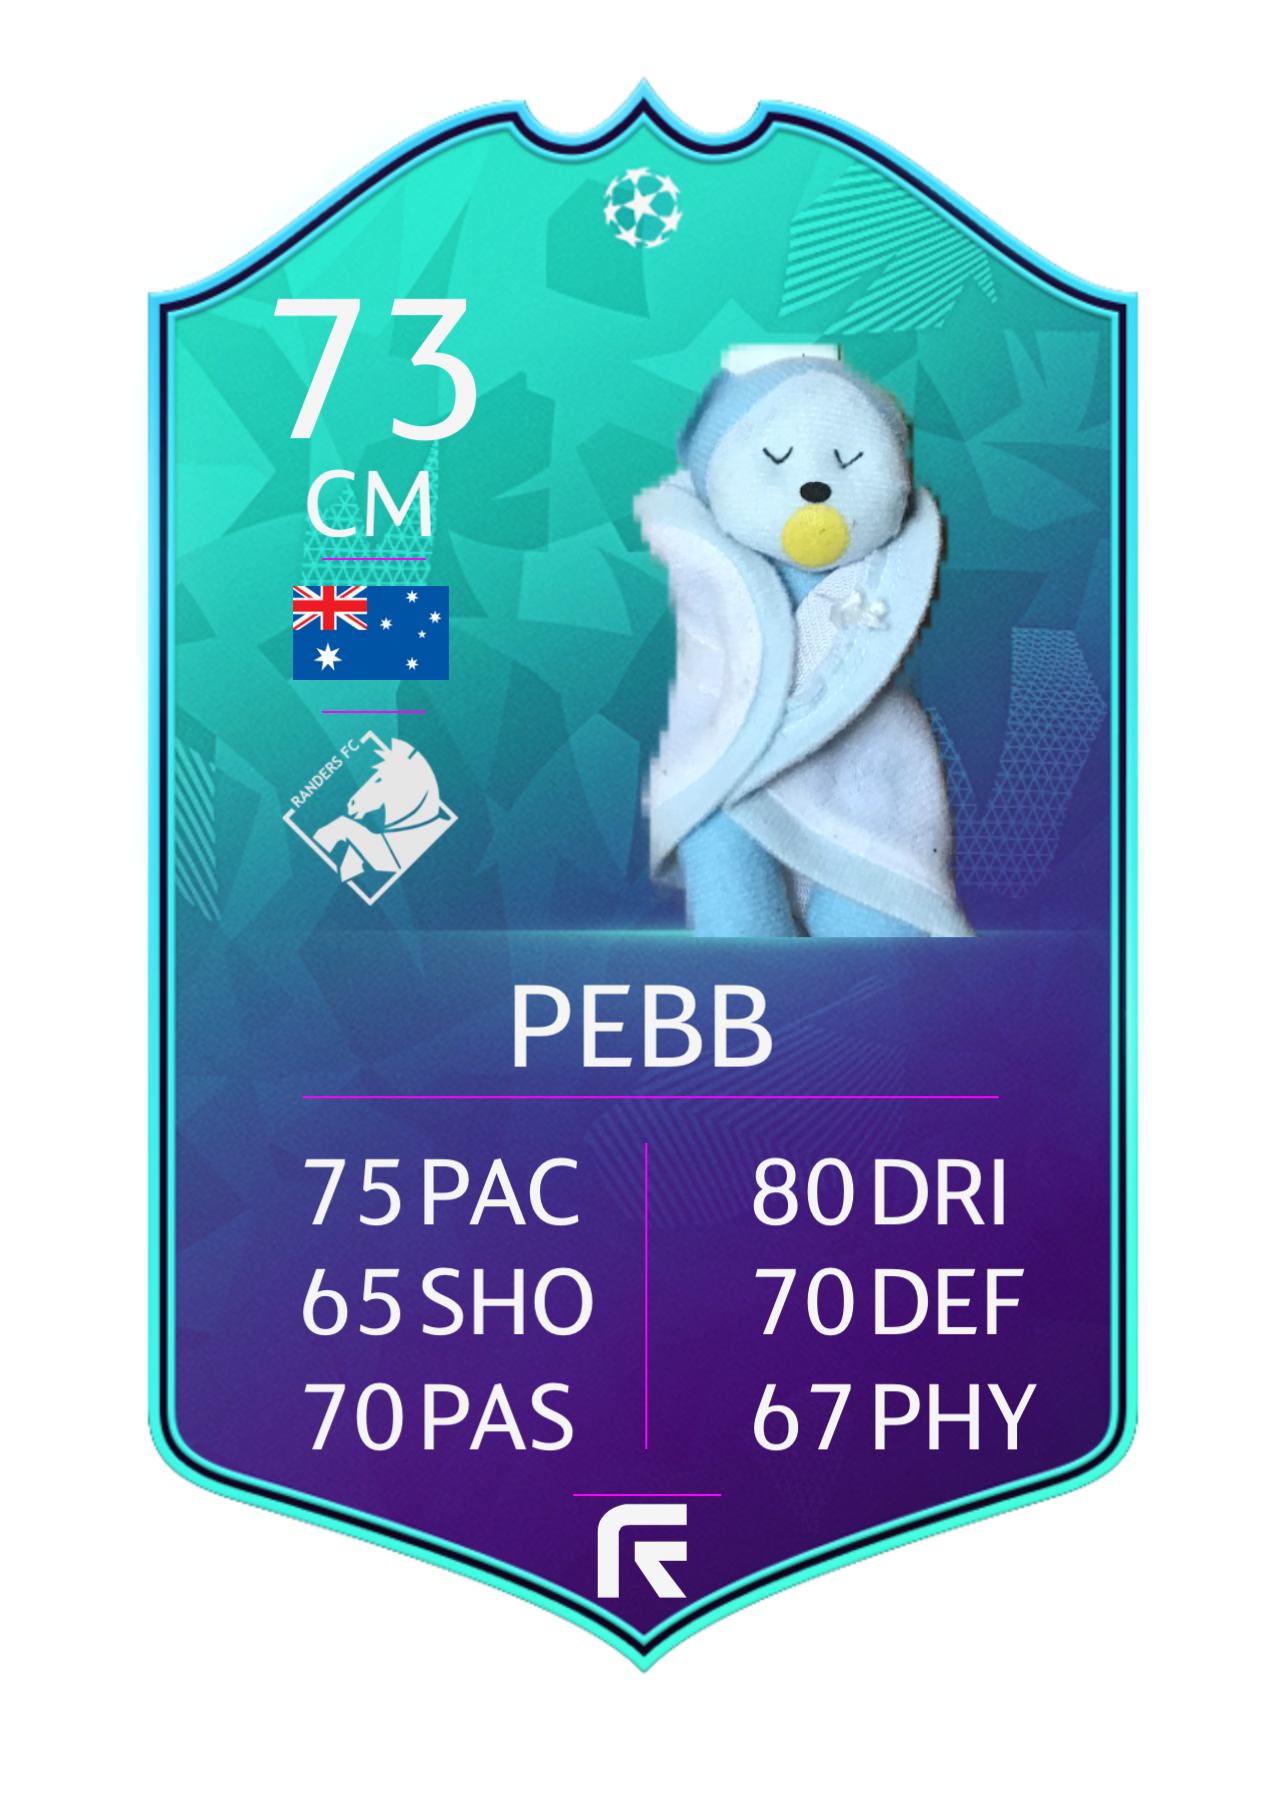 73
CM
RANDERS FC
PEBB
75 PAC
80 DRI
65 SHO
70 DEF
70 PAS
67 PHY